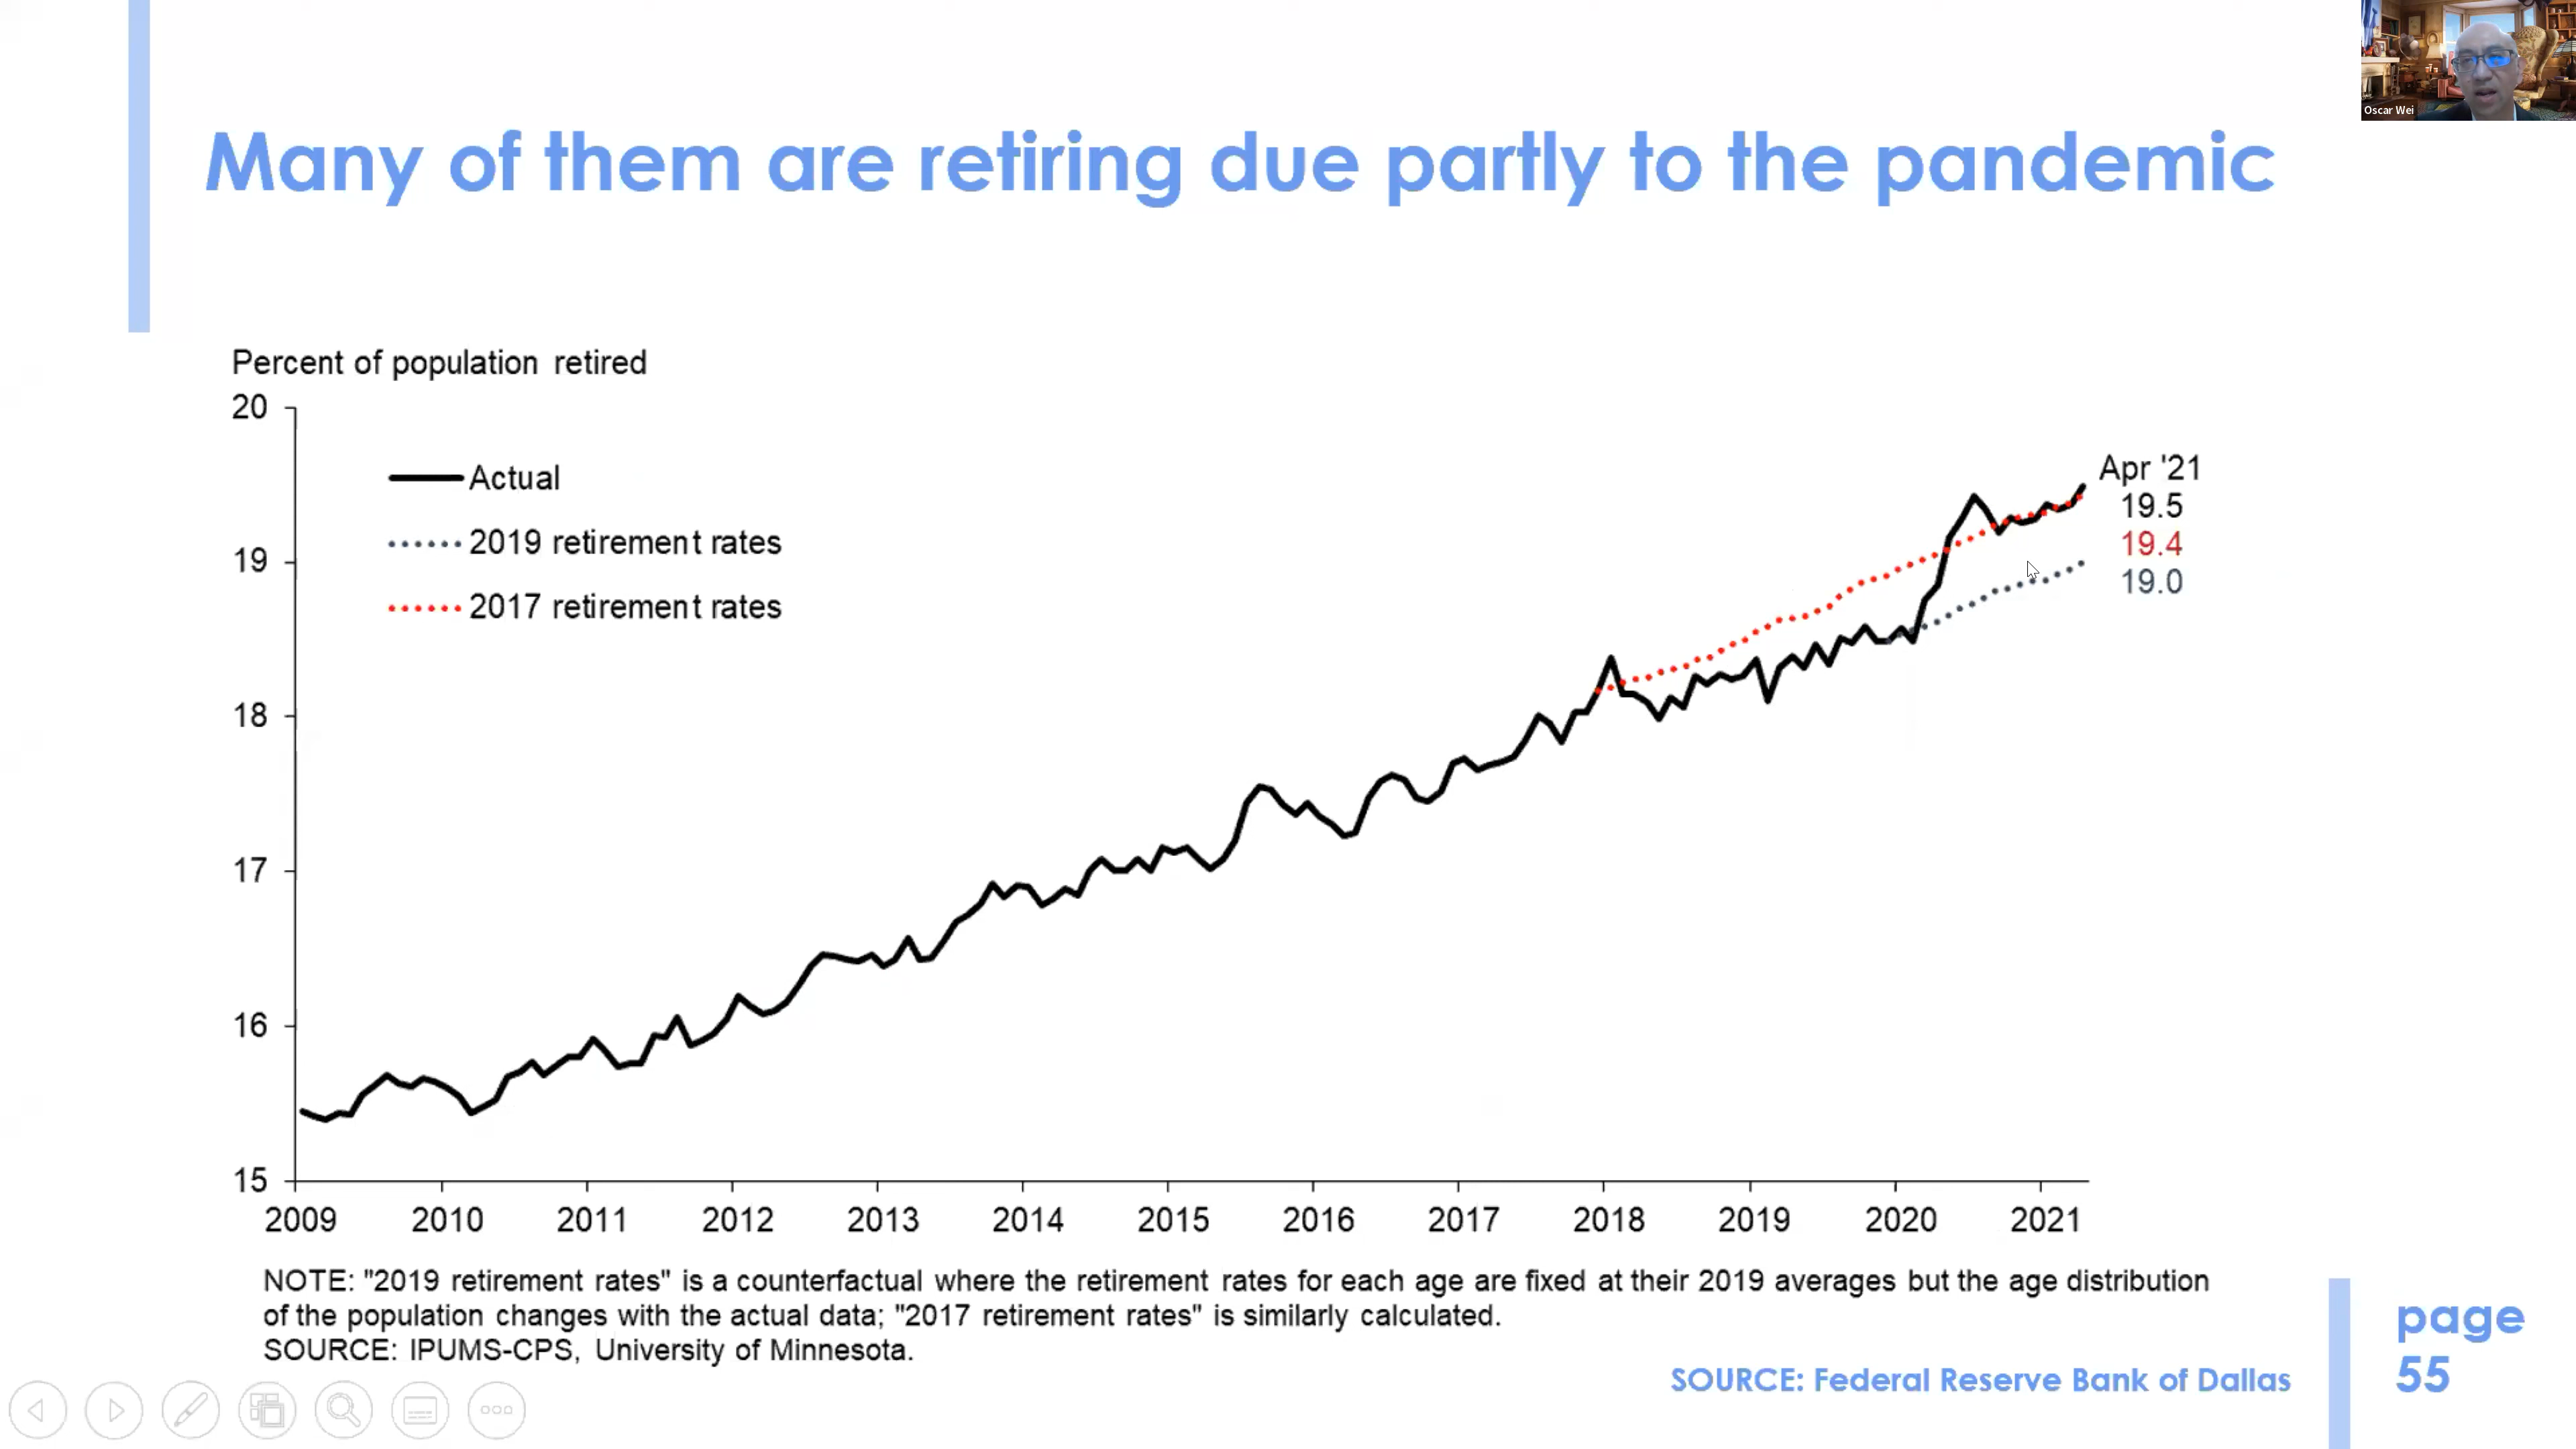 Oscar Wei
Many of them are retiring due partly to the pandemic
Percent of population retired
20
19
18
17
16
15
Actual
2019 retirement rates
2017 retirement rates
Apr '21
19.5
19.4
19.0
2009 2010 2011 2012 2013 2014 2015 2016 2017 2018 2019 2020 2021
NOTE: "2019 retirement rates" is a counterfactual where the retirement rates for each age are fixed at their 2019 averages but the age distribution
of the population changes with the actual data; "2017 retirement rates" is similarly calculated.
SOURCE: IPUMS-CPS, University of Minnesota.
SOURCE: Federal Reserve Bank of Dallas
page
55